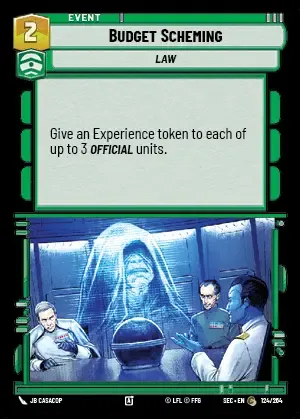 EVENT
2
BUDGET SCHEMING
LAW
Give an Experience token to each of
up to 3 OFFICIAL units.
JB CASACOP
A
© LFL © FFG
SEC • EN
124/264